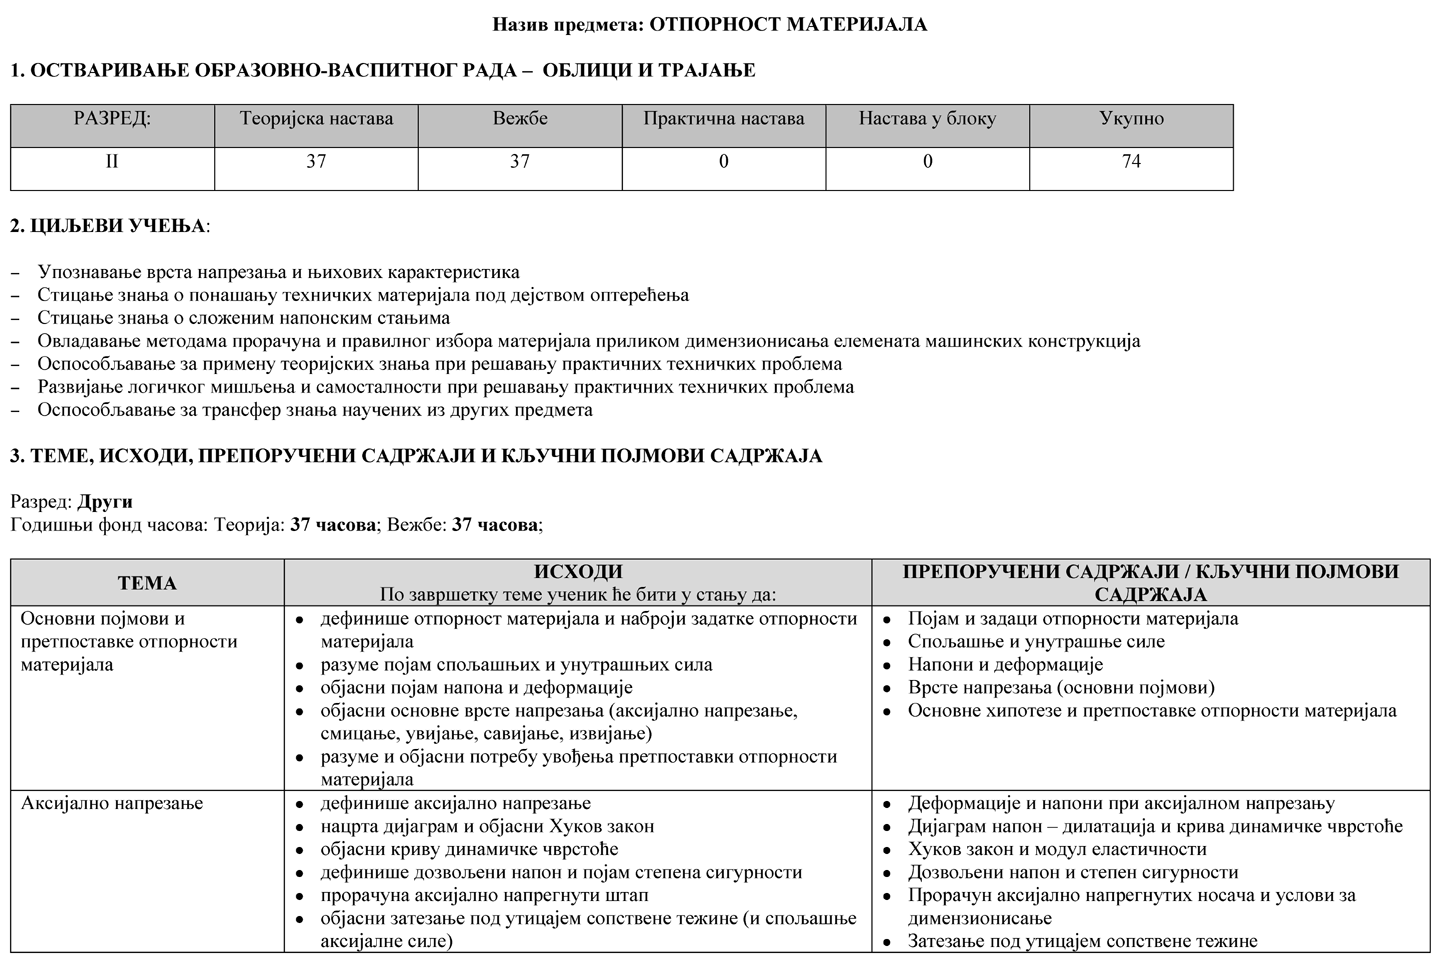 Назив предмета: ОТПОРНОСТ МАТЕРИЈАЛА
1. ОСТВАРИВАЊЕ ОБРАЗОВНО-ВАСПИТНОГ РАДА – ОБЛИЦИ И ТРАЈАЊЕ
РАЗРЕД: Теоријска настава Вежбе Практична настава Настава у блоку Укупно
II 37 37 0 0 74
2. ЦИЉЕВИ УЧЕЊА:
– Упознавање врста напрезања и њихових карактеристика
– Стицање знања о понашању техничких материјала под дејством оптерећења
– Стицање знања о сложеним напонским стањима
– Овладавање методама прорачуна и правилног избора материјала приликом димензионисања елемената машинских конструкција
– Оспособљавање за примену теоријских знања при решавању практичних техничких проблема
– Развијање логичког мишљења и самосталности при решавању практичних техничких проблема
– Оспособљавање за трансфер знања научених из других предмета
3. ТЕМЕ, ИСХОДИ, ПРЕПОРУЧЕНИ САДРЖАЈИ И КЉУЧНИ ПОЈМОВИ САДРЖАЈА
Разред: Други
Годишњи фонд часова: Теорија: 37 часова; Вежбе: 37 часова;
ТЕМА
ИСХОДИ
По завршетку теме ученик ће бити у стању да:
ПРЕПОРУЧЕНИ САДРЖАЈИ / КЉУЧНИ ПОЈМОВИ
САДРЖАЈА
Основни појмови и
претпоставке отпорности
материјала
• дефинише отпорност материјала и наброји задатке отпорности
материјала
• разуме појам спољашњих и унутрашњих сила
• објасни појам напона и деформације
• објасни основне врсте напрезања (аксијално напрезање,
смицање, увијање, савијање, извијање)
• разуме и објасни потребу увођења претпоставки отпорности
материјала
• Појам и задаци отпорности материјала
• Спољашње и унутрашње силе
• Напони и деформације
• Врсте напрезања (основни појмови)
• Основне хипотезе и претпоставке отпорности материјала
Аксијално напрезање
• дефинише аксијално напрезање
• нацрта дијаграм и објасни Хуков закон
• објасни криву динамичке чврстоће
• дефинише дозвољени напон и појам степена сигурности
• прорачуна аксијално напрегнути штап
• објасни затезање под утицајем сопствене тежине (и спољашње
аксијалне силе)
• Деформације и напони при аксијалном напрезању
• Дијаграм напон – дилатација и крива динамичке чврстоће
• Хуков закон и модул еластичности
• Дозвољени напон и степен сигурности
• Прорачун аксијално напрегнутих носача и услови за
димензионисање
• Затезање под утицајем сопствене тежине